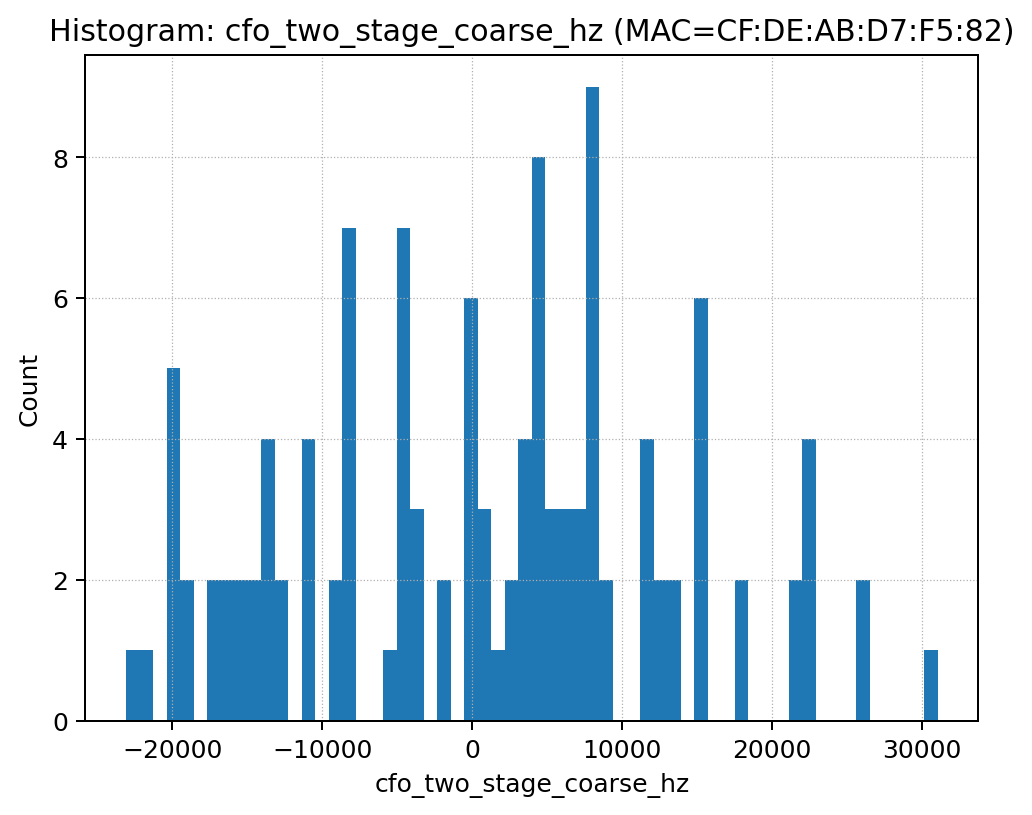 Histogram: cfo_two_stage_coarse_hz (MAC=CF:DE:AB:D7:F5:82)
Count
8
6
4
2
0
−20000 −10000 0 10000 20000 30000
cfo_two_stage_coarse_hz